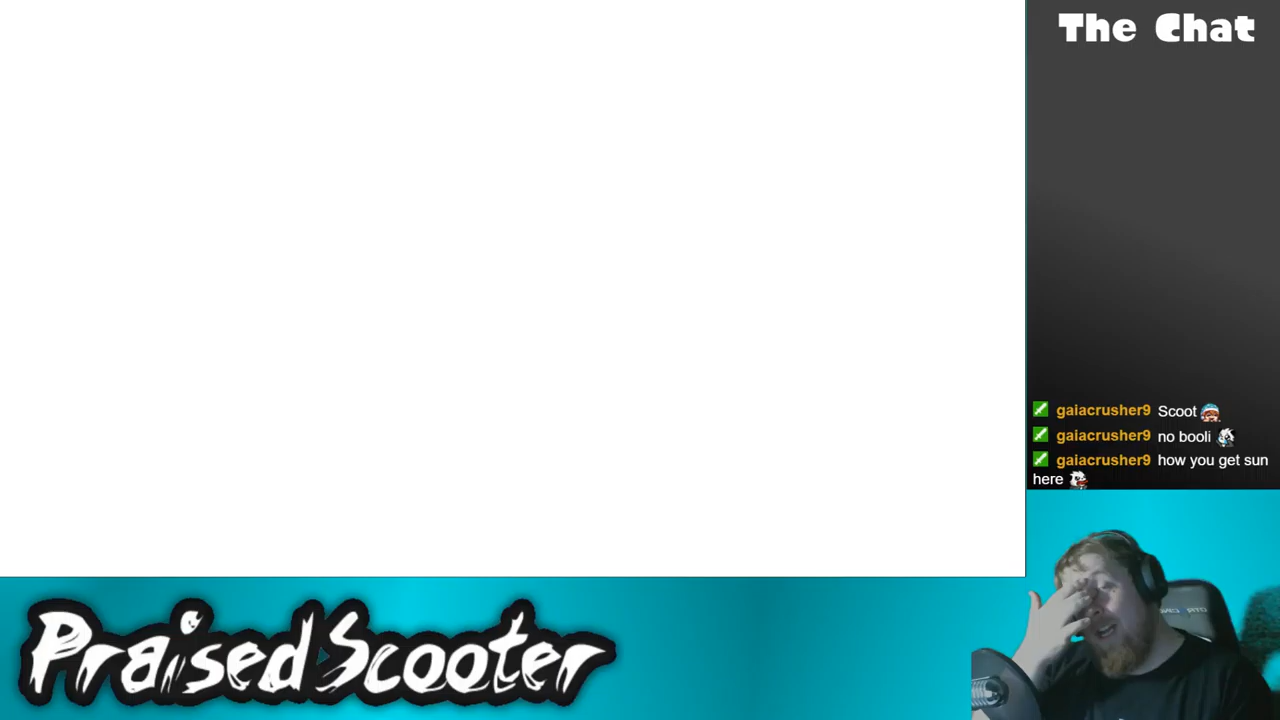 The Chat
gaiacrusher9 Scoot
gaiacrusher9 no booli
gaiacrusher9 how you get sun
here
PraisedScooter